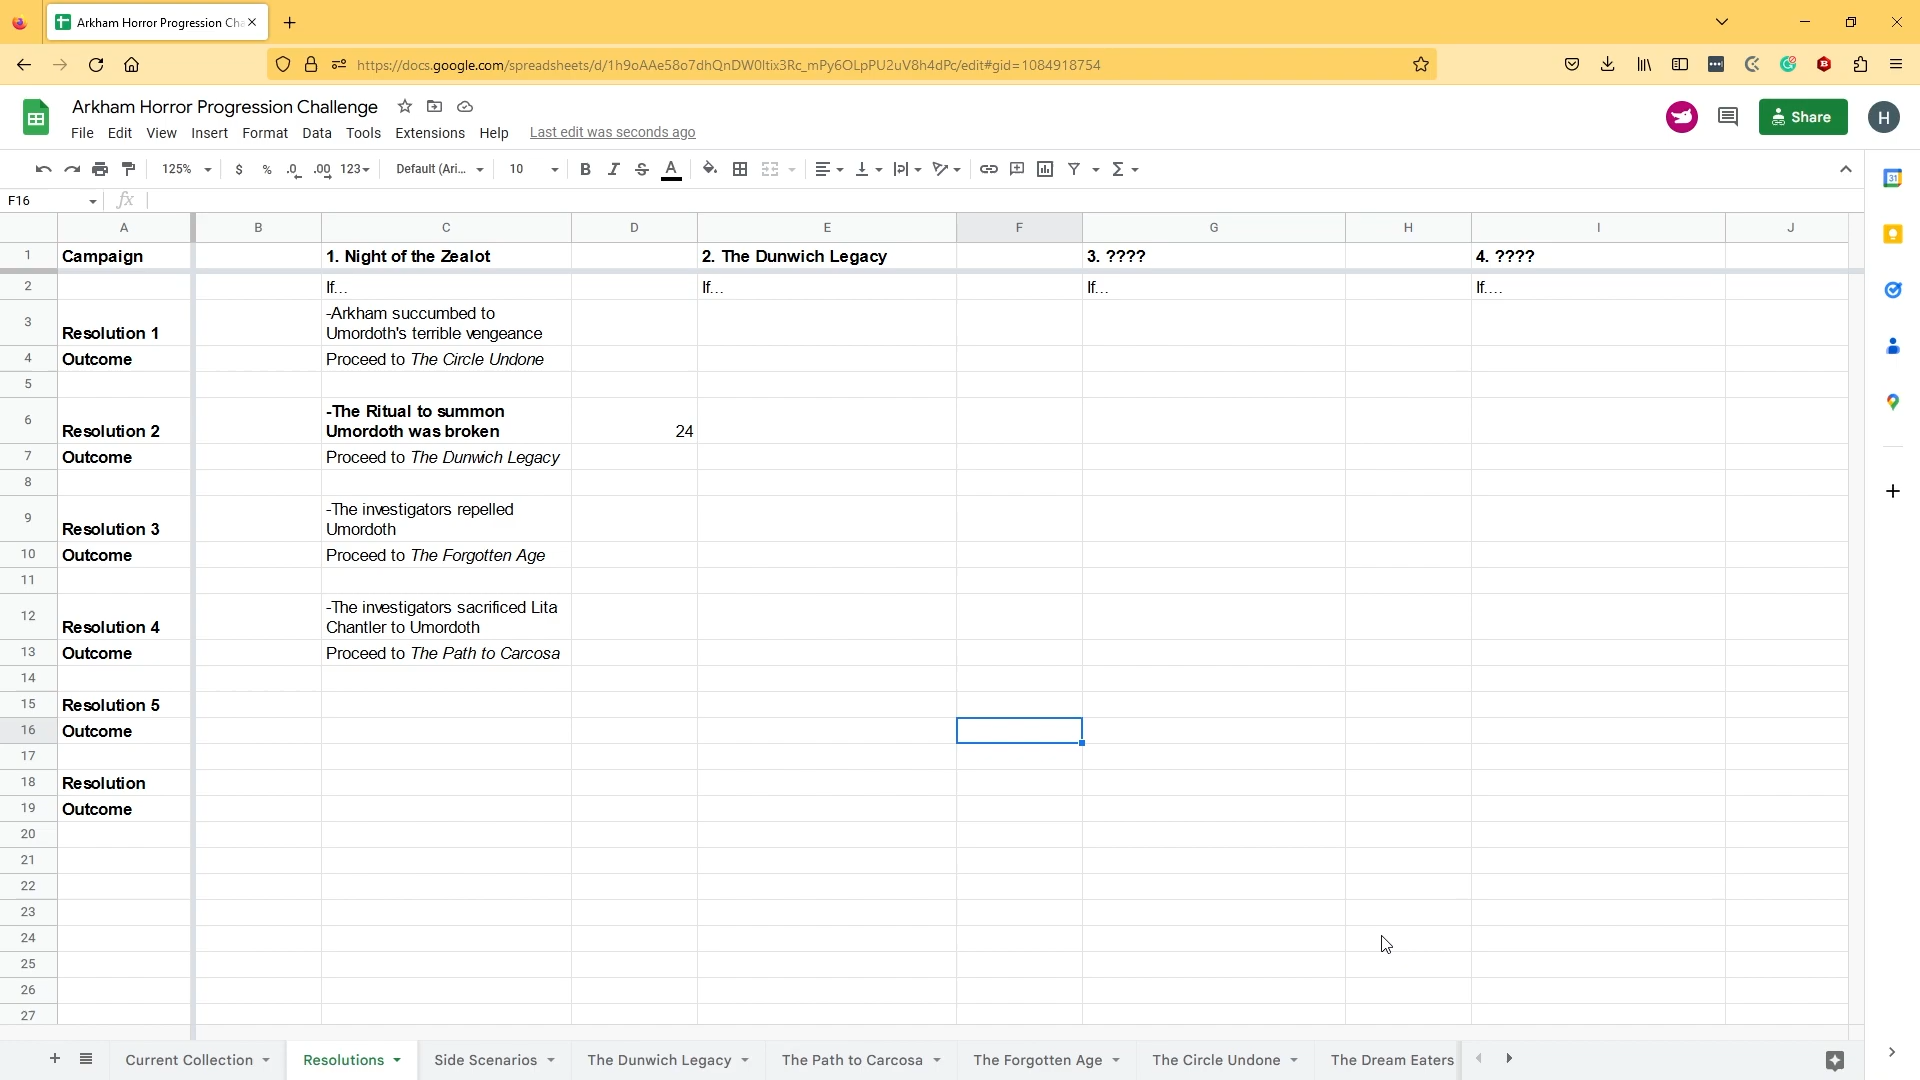 Arkham Horror Progression Cha
https://docs.google.com/spreadsheets/d/1h9oAAe58o7dhQnDW0ltix3Rc_mPy6OLpPU2uV8h4dPc/edit#gid=1084918754
Arkham Horror Progression Challenge
File Edit View Insert Format Data Tools Extensions Help Last edit was seconds ago
Share
H
125% $ % .0 .00 123 Default (Ari... 10 B I S A
31
F16 fx
A B C D E F G H I J
1 Campaign 1. Night of the Zealot 2. The Dunwich Legacy 3. ???? 4. ????
2 If... If... If... If....
3 Resolution 1 -Arkham succumbed to
Umordoth's terrible vengeance
4 Outcome Proceed to The Circle Undone
5
6 Resolution 2 -The Ritual to summon
Umordoth was broken 24
7 Outcome Proceed to The Dunwich Legacy
8
9 Resolution 3 -The investigators repelled
Umordoth
10 Outcome Proceed to The Forgotten Age
11
12 Resolution 4 -The investigators sacrificed Lita
Chantler to Umordoth
13 Outcome Proceed to The Path to Carcosa
14
15 Resolution 5
16 Outcome
17
18 Resolution
19 Outcome
20
21
22
23
24
25
26
27
Current Collection Resolutions Side Scenarios The Dunwich Legacy The Path to Carcosa The Forgotten Age The Circle Undone The Dream Eaters